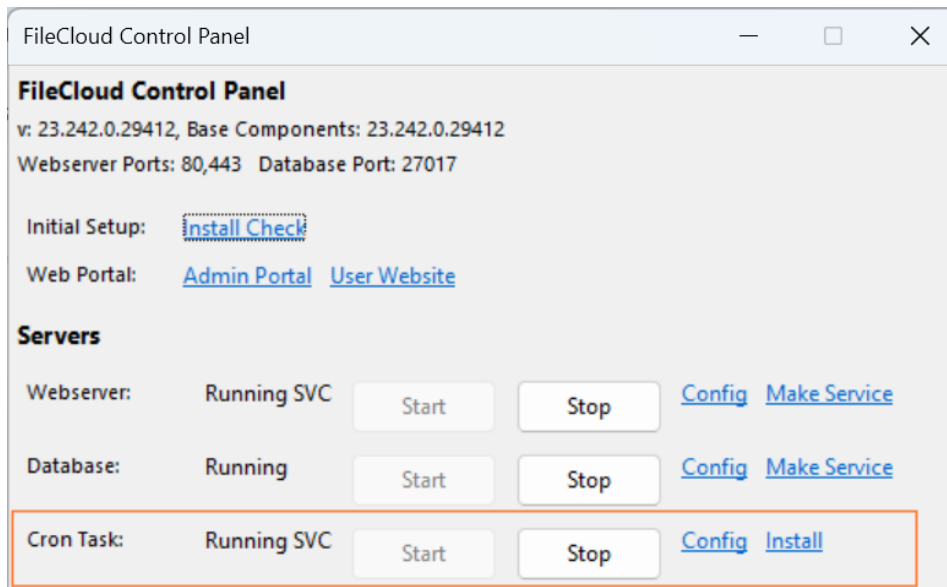 FileCloud Control Panel
FileCloud Control Panel
v: 23.242.0.29412, Base Components: 23.242.0.29412
Webserver Ports: 80,443 Database Port: 27017
Initial Setup: Install Check
Web Portal: Admin Portal User Website
Servers
Webserver: Running SVC Start Stop Config Make Service
Database: Running Start Stop Config Make Service
Cron Task: Running SVC Start Stop Config Install